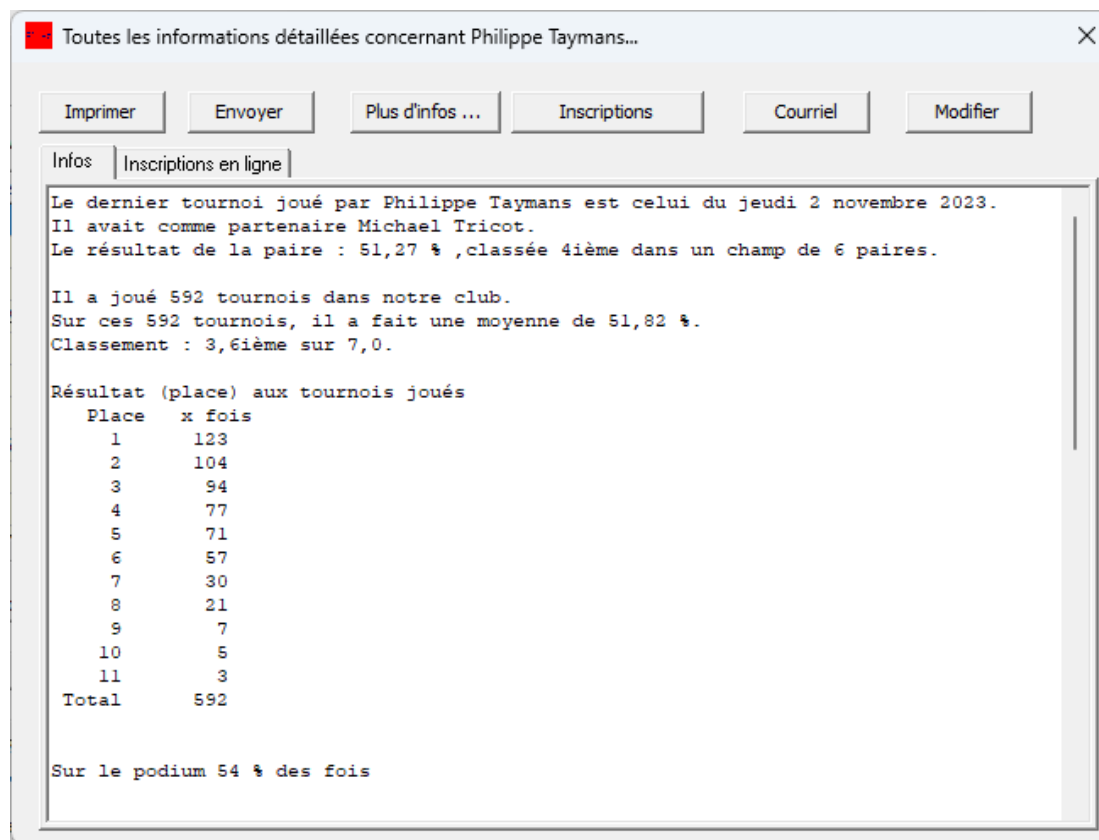 Toutes les informations détaillées concernant Philippe Taymans...
Imprimer Envoyer Plus d'infos ... Inscriptions Courriel Modifier
Infos Inscriptions en ligne
Le dernier tournoi joué par Philippe Taymans est celui du jeudi 2 novembre 2023.
Il avait comme partenaire Michael Tricot.
Le résultat de la paire : 51,27 % ,classée 4ième dans un champ de 6 paires.
Il a joué 592 tournois dans notre club.
Sur ces 592 tournois, il a fait une moyenne de 51,82 %.
Classement : 3,6ième sur 7,0.
Résultat (place) aux tournois joués
Place x fois
1 123
2 104
3 94
4 77
5 71
6 57
7 30
8 21
9 7
10 5
11 3
Total 592
Sur le podium 54 % des fois